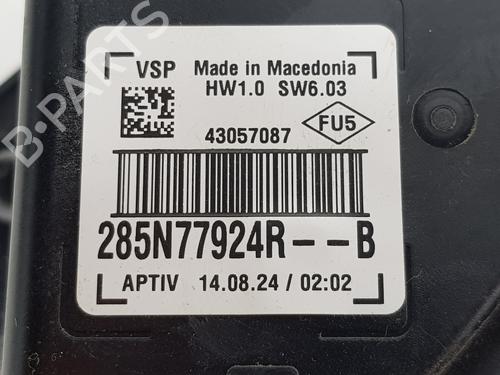 VSP Made in Macedonia
HW1.0 SW6.03
43057087
FU5
285N77924R--B
APTIV 14.08.24 / 02:02
B-PARTS